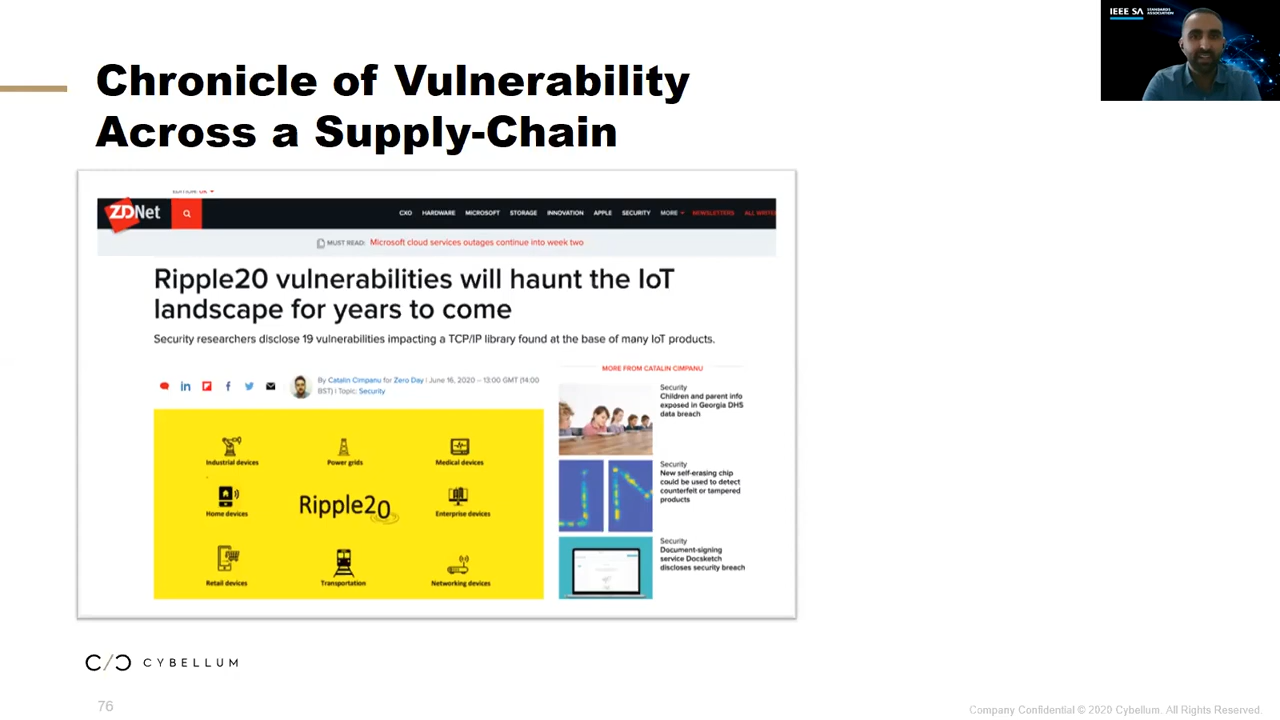 IEEE SA STANDARDS ASSOCIATION
Chronicle of Vulnerability
Across a Supply-Chain
ZDNet
CXO HARDWARE MICROSOFT STORAGE INNOVATION APPLE SECURITY MORE NEWSLETTERS ALL WRITE
MUST READ: Microsoft cloud services outages continue into week two
Ripple20 vulnerabilities will haunt the IoT
landscape for years to come
Security researchers disclose 19 vulnerabilities impacting a TCP/IP library found at the base of many IoT products.
By Catalin Cimpanu for Zero Day | June 16, 2020 -- 13:00 GMT (14:00
BST) | Topic: Security
MORE FROM CATALIN CIMPANU
Security
Children and parent info
exposed in Georgia DHS
data breach
Security
New self-erasing chip
could be used to detect
counterfeit or tampered
products
Security
Document-signing
service Docsketch
discloses security breach
Industrial devices
Power grids
Medical devices
Home devices
Ripple20
Enterprise devices
Retail devices
Transportation
Networking devices
C/C CYBELLUM
76
Company Confidential © 2020 Cybellum. All Rights Reserved.